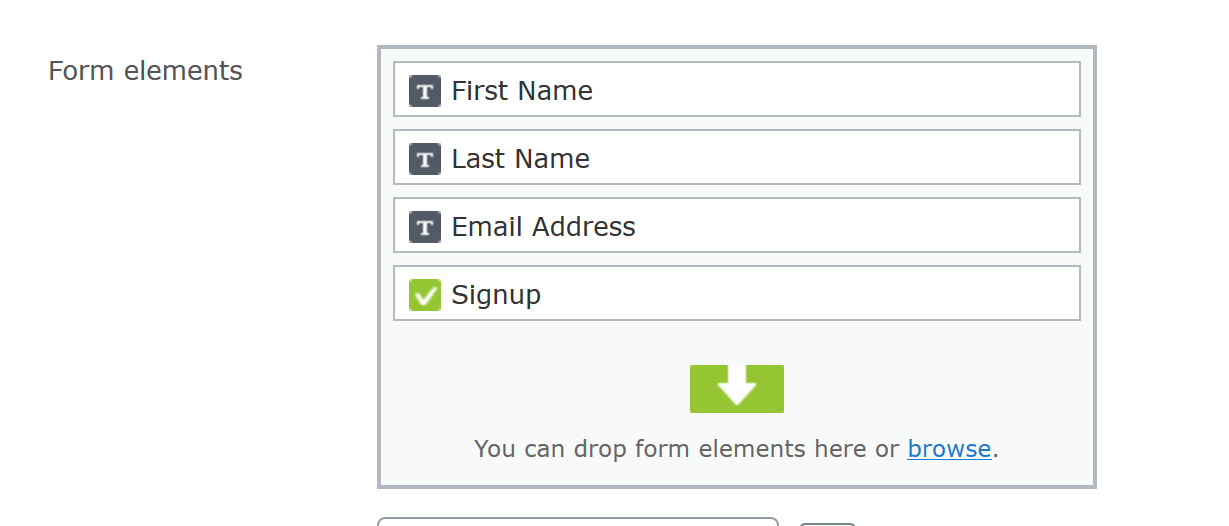 Form elements
First Name
Last Name
Email Address
Signup
You can drop form elements here or browse.